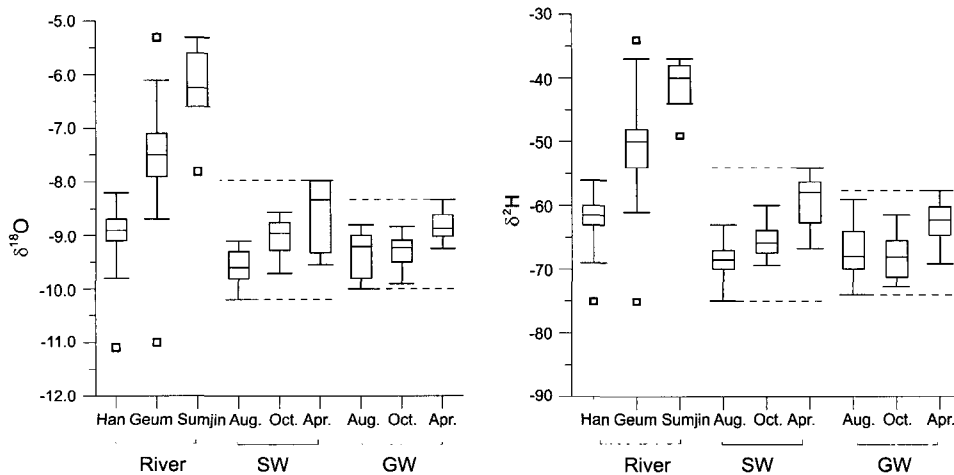 -5.0
-6.0
-7.0
-8.0
-9.0
-10.0
-11.0
-12.0
δ18O
Han Geum Sumjin Aug. Oct. Apr. Aug. Oct. Apr.
River SW GW
-30
-40
-50
-60
-70
-80
-90
δ2H
Han Geum Sumjin Aug. Oct. Apr. Aug. Oct. Apr.
River SW GW